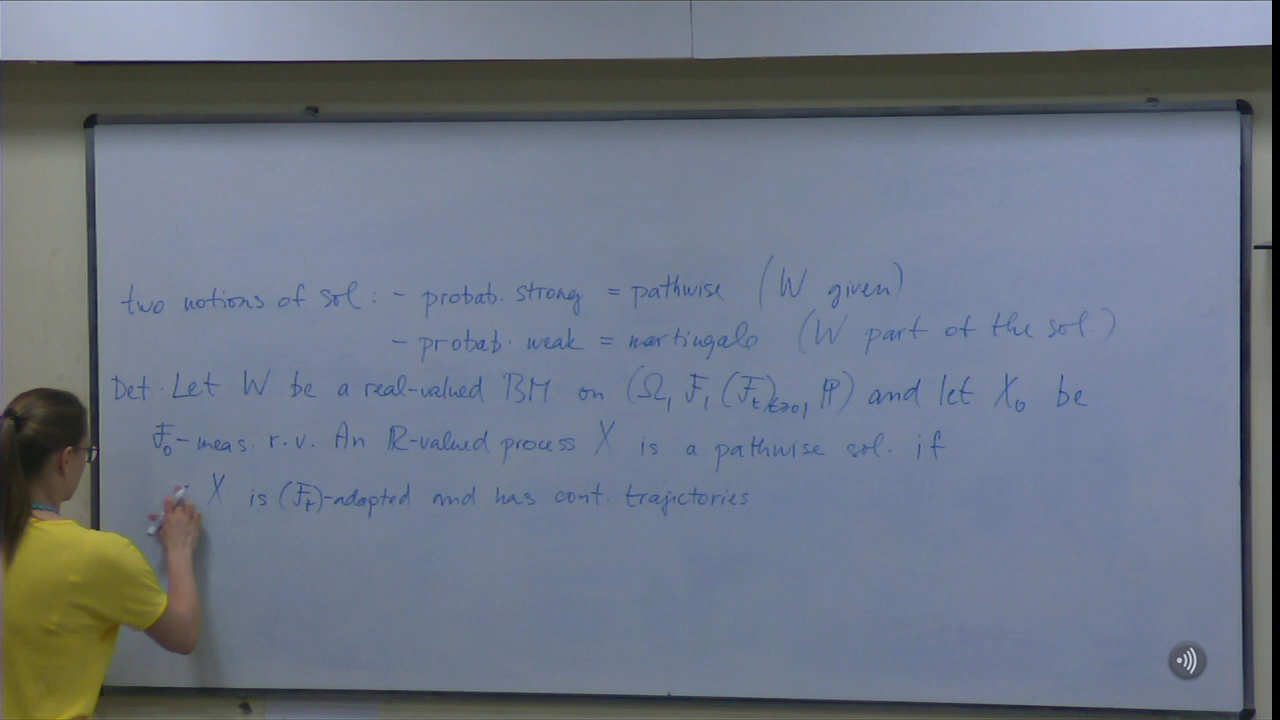 two notions of sol: - probab. strong = pathwise (W given)
- probab. weak = martingale (W part of the sol.)
Def. Let W be a real-valued BM on (Ω, F, (F_t)_{t≥0}, P) and let X_0 be
F_0-meas. r.v. An R-valued process X is a pathwise sol. if
X is (F_t)-adapted and has cont. trajectories